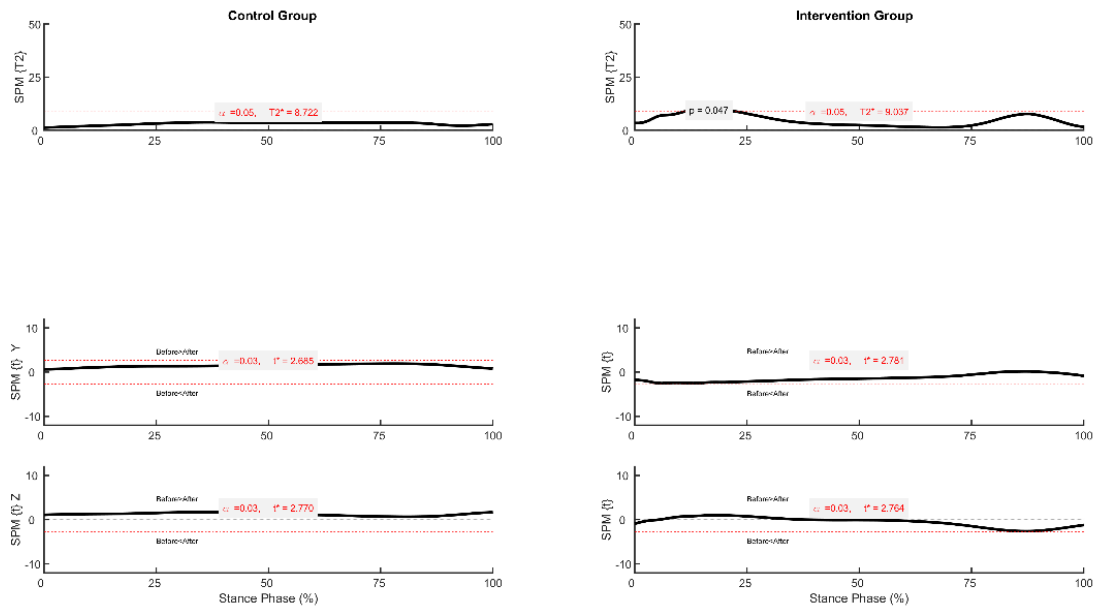 Control Group
Intervention Group
50
25
0
SPM {T2}
α =0.05, T2* = 8.722
0 25 50 75 100
Stance Phase (%)
50
25
0
SPM {T2}
p = 0.047
α =0.05, T2* = 9.037
0 25 50 75 100
Stance Phase (%)
10
0
-10
SPM {t} Y
Before>After
α =0.03, t* = 2.685
Before<After
0 25 50 75 100
10
0
-10
SPM {t}
Before>After
α =0.03, t* = 2.781
Before<After
0 25 50 75 100
10
0
-10
SPM {t} Z
Before>After
α =0.03, t* = 2.770
Before<After
0 25 50 75 100
Stance Phase (%)
10
0
-10
SPM {t}
Before>After
α =0.03, t* = 2.764
Before<After
0 25 50 75 100
Stance Phase (%)